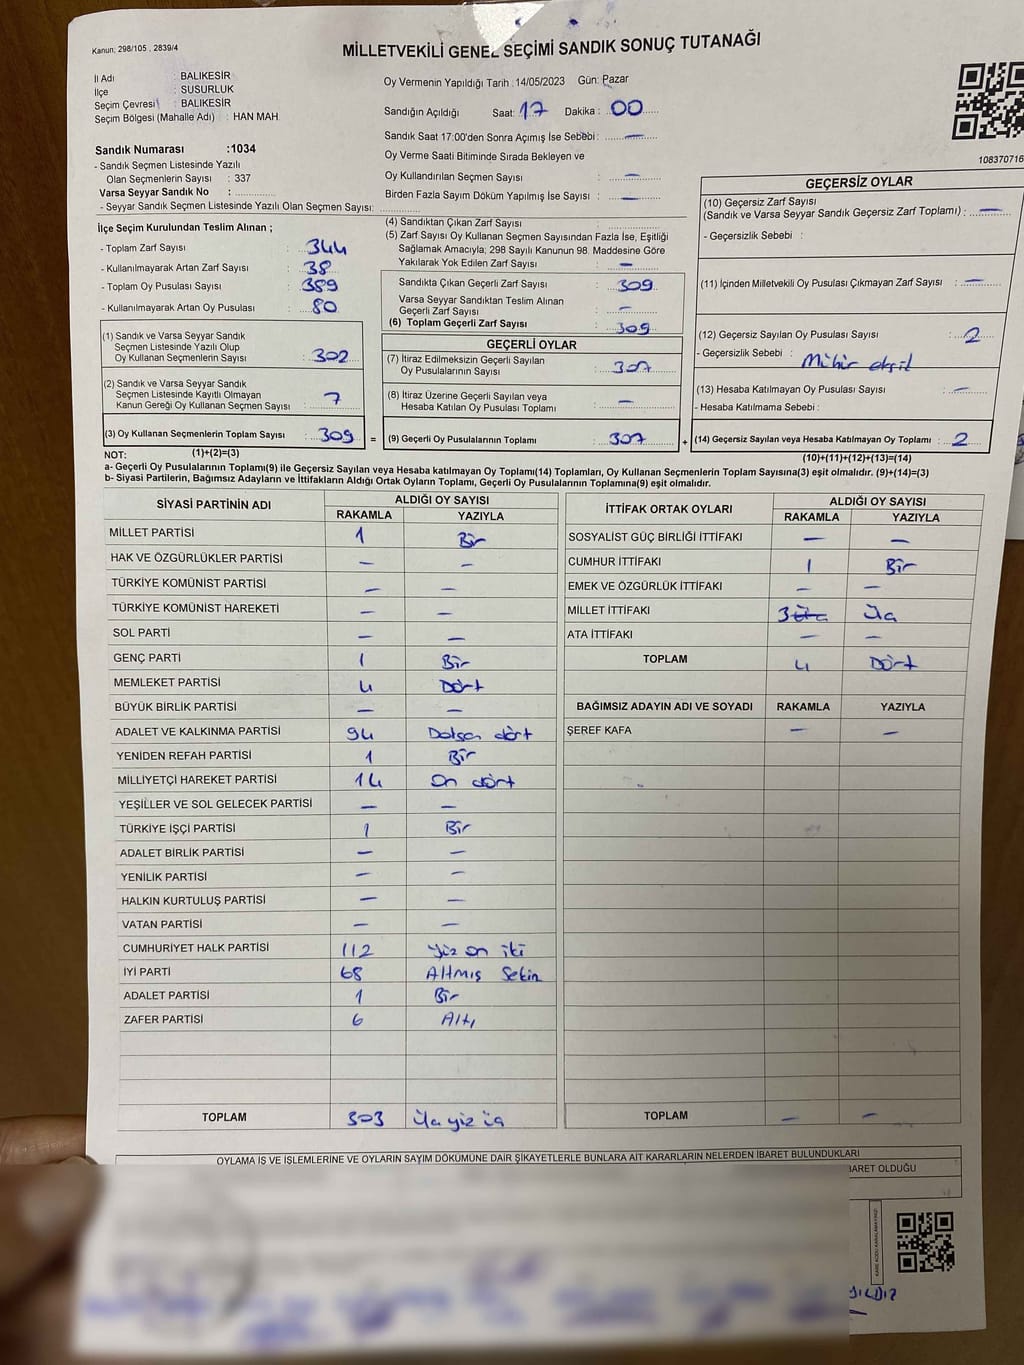 Kanun; 298/105 , 2839/4
MİLLETVEKİLİ GENEL SEÇİMİ SANDIK SONUÇ TUTANAĞI
İl Adı : BALIKESİR
İlçe : SUSURLUK
Seçim Çevresi : BALIKESİR
Seçim Bölgesi (Mahalle Adı) : HAN MAH.
Sandık Numarası :1034
- Sandık Seçmen Listesinde Yazılı
Olan Seçmenlerin Sayısı : 337
Varsa Seyyar Sandık No :
- Seyyar Sandık Seçmen Listesinde Yazılı Olan Seçmen Sayısı:
Oy Vermenin Yapıldığı Tarih :14/05/2023 Gün: Pazar
Sandığın Açıldığı Saat: 17 Dakika : 00
Sandık Saat 17:00'den Sonra Açımış İse Sebebi : —
Oy Verme Saati Bitiminde Sırada Bekleyen ve
Oy Kullandırılan Seçmen Sayısı : —
Birden Fazla Sayım Döküm Yapılmış İse Sayısı : —
108370716
İlçe Seçim Kurulundan Teslim Alınan ;
- Toplam Zarf Sayısı : 344
- Kullanılmayarak Artan Zarf Sayısı : 38
- Toplam Oy Pusulası Sayısı : 389
- Kullanılmayarak Artan Oy Pusulası : 80
(1) Sandık ve Varsa Seyyar Sandık
Seçmen Listesinde Yazılı Olup
Oy Kullanan Seçmenlerin Sayısı : 302
(2) Sandık ve Varsa Seyyar Sandık
Seçmen Listesinde Kayıtlı Olmayan
Kanun Gereği Oy Kullanan Seçmen Sayısı : 7
(3) Oy Kullanan Seçmenlerin Toplam Sayısı : 309
(4) Sandıktan Çıkan Zarf Sayısı :
(5) Zarf Sayısı Oy Kullanan Seçmen Sayısından Fazla İse, Eşitliği
Sağlamak Amacıyla; 298 Sayılı Kanunun 98. Maddesine Göre
Yakılarak Yok Edilen Zarf Sayısı : —
Sandıkta Çıkan Geçerli Zarf Sayısı : 309
Varsa Seyyar Sandıktan Teslim Alınan
Geçerli Zarf Sayısı : —
(6) Toplam Geçerli Zarf Sayısı : 309
GEÇERLİ OYLAR
(7) İtiraz Edilmeksizin Geçerli Sayılan
Oy Pusulalarının Sayısı : 307
(8) İtiraz Üzerine Geçerli Sayılan veya
Hesaba Katılan Oy Pusulası Toplamı : —
= (9) Geçerli Oy Pusulalarının Toplamı : 307
GEÇERSİZ OYLAR
(10) Geçersiz Zarf Sayısı
(Sandık ve Varsa Seyyar Sandık Geçersiz Zarf Toplamı) : —
- Geçersizlik Sebebi :
(11) İçinden Milletvekili Oy Pusulası Çıkmayan Zarf Sayısı : —
(12) Geçersiz Sayılan Oy Pusulası Sayısı : 2
- Geçersizlik Sebebi : Mühür eksik
(13) Hesaba Katılmayan Oy Pusulası Sayısı : —
- Hesaba Katılmama Sebebi :
+ (14) Geçersiz Sayılan veya Hesaba Katılmayan Oy Toplamı : 2
NOT: (1)+(2)=(3) (10)+(11)+(12)+(13)=(14)
a- Geçerli Oy Pusulalarının Toplamı(9) ile Geçersiz Sayılan veya Hesaba katılmayan Oy Toplamı(14) Toplamları, Oy Kullanan Seçmenlerin Toplam Sayısına(3) eşit olmalıdır. (9)+(14)=(3)
b- Siyasi Partilerin, Bağımsız Adayların ve İttifakların Aldığı Ortak Oyların Toplamı, Geçerli Oy Pusulalarının Toplamına(9) eşit olmalıdır.
SİYASİ PARTİNİN ADI ALDIĞI OY SAYISI
RAKAMLA YAZIYLA
MİLLET PARTİSİ 1 Bir
HAK VE ÖZGÜRLÜKLER PARTİSİ — —
TÜRKİYE KOMÜNİST PARTİSİ — —
TÜRKİYE KOMÜNİST HAREKETİ — —
SOL PARTİ — —
GENÇ PARTİ 1 Bir
MEMLEKET PARTİSİ 4 Dört
BÜYÜK BİRLİK PARTİSİ — —
ADALET VE KALKINMA PARTİSİ 94 Doksan dört
YENİDEN REFAH PARTİSİ 1 Bir
MİLLİYETÇİ HAREKET PARTİSİ 14 On dört
YEŞİLLER VE SOL GELECEK PARTİSİ — —
TÜRKİYE İŞÇİ PARTİSİ 1 Bir
ADALET BİRLİK PARTİSİ — —
YENİLİK PARTİSİ — —
HALKIN KURTULUŞ PARTİSİ — —
VATAN PARTİSİ — —
CUMHURİYET HALK PARTİSİ 112 Yüz on iki
İYİ PARTİ 68 Altmış Sekiz
ADALET PARTİSİ 1 Bir
ZAFER PARTİSİ 6 Altı
TOPLAM 303 Üç yüz üç
İTTİFAK ORTAK OYLARI ALDIĞI OY SAYISI
RAKAMLA YAZIYLA
SOSYALİST GÜÇ BİRLİĞİ İTTİFAKI — —
CUMHUR İTTİFAKI 1 Bir
EMEK VE ÖZGÜRLÜK İTTİFAKI — —
MİLLET İTTİFAKI 3 Üç
ATA İTTİFAKI — —
TOPLAM 4 Dört
BAĞIMSIZ ADAYIN ADI VE SOYADI RAKAMLA YAZIYLA
ŞEREF KAFA — —
TOPLAM — —
OYLAMA İŞ VE İŞLEMLERİNE VE OYLARIN SAYIM DÖKÜMÜNE DAİR ŞİKAYETLERLE BUNLARA AİT KARARLARIN NELERDEN İBARET BULUNDUKLARI
BARET OLDUĞU
KARE KODU KARALAMAYINIZ!